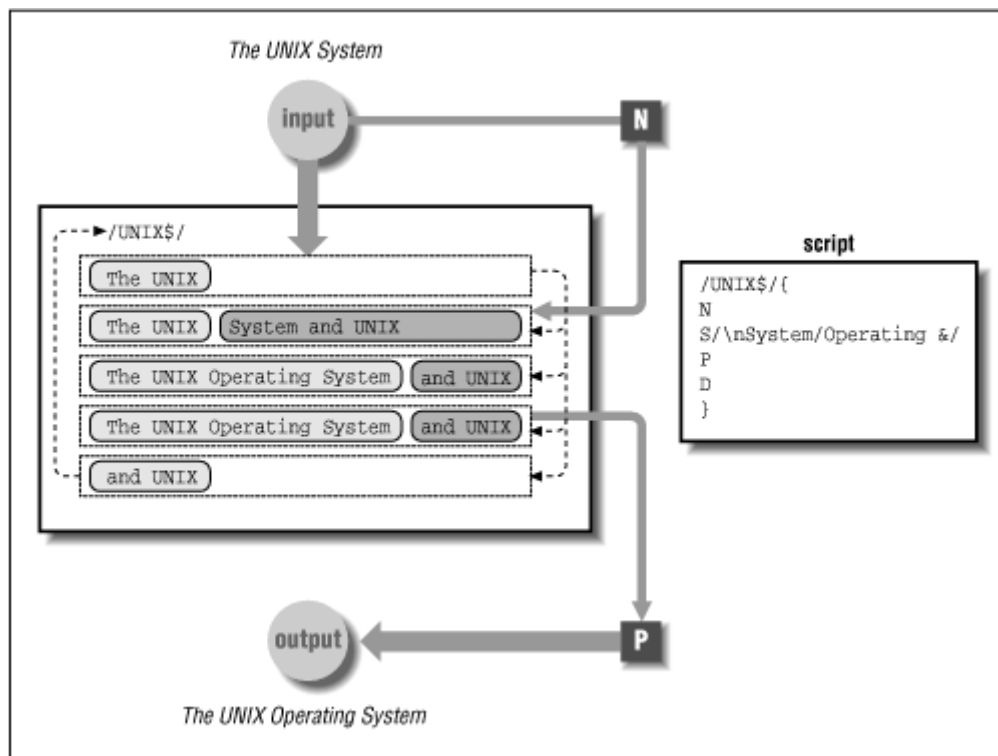 The UNIX System
input
N
/UNIX$/
The UNIX
The UNIX System and UNIX
The UNIX Operating System and UNIX
The UNIX Operating System and UNIX
and UNIX
script
/UNIX$/{
N
S/\nSystem/Operating &/
P
D
}
output
P
The UNIX Operating System